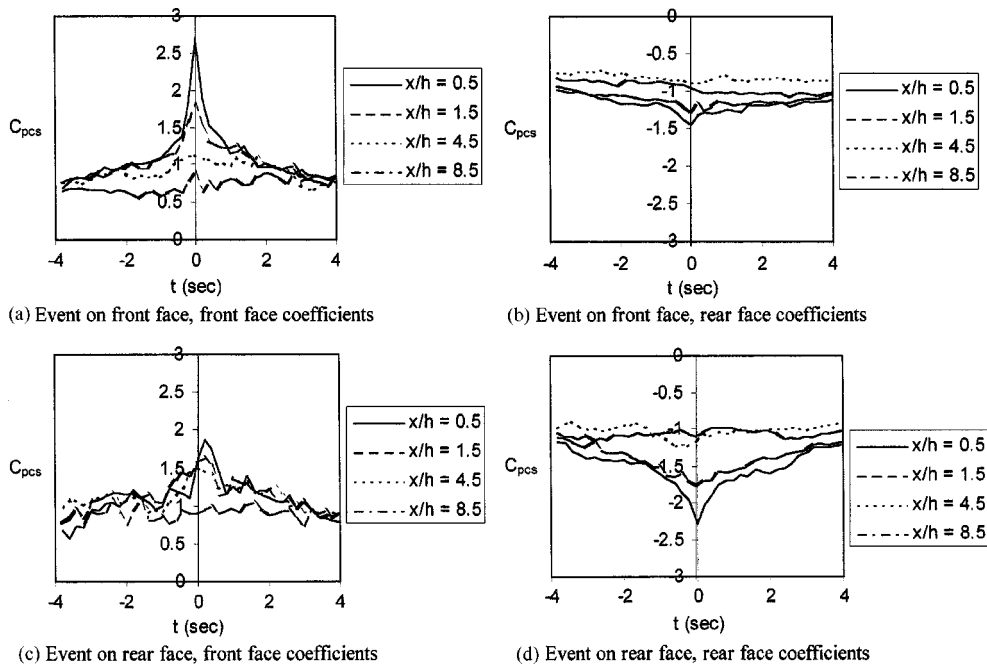 3
2.5
2
C_pcs
1.5
1
0.5
0
-4 -2 0 2 4
t (sec)
x/h = 0.5
x/h = 1.5
x/h = 4.5
x/h = 8.5
(a) Event on front face, front face coefficients
-0
-0.5
-1
C_pcs
-1.5
-2
-2.5
-3
-4 -2 0 2 4
t (sec)
x/h = 0.5
x/h = 1.5
x/h = 4.5
x/h = 8.5
(b) Event on front face, rear face coefficients
3
2.5
2
C_pcs
1.5
1
0.5
0
-4 -2 0 2 4
t (sec)
x/h = 0.5
x/h = 1.5
x/h = 4.5
x/h = 8.5
(c) Event on rear face, front face coefficients
-0
-0.5
-1
C_pcs
-1.5
-2
-2.5
-3
-4 -2 0 2 4
t (sec)
x/h = 0.5
x/h = 1.5
x/h = 4.5
x/h = 8.5
(d) Event on rear face, rear face coefficients